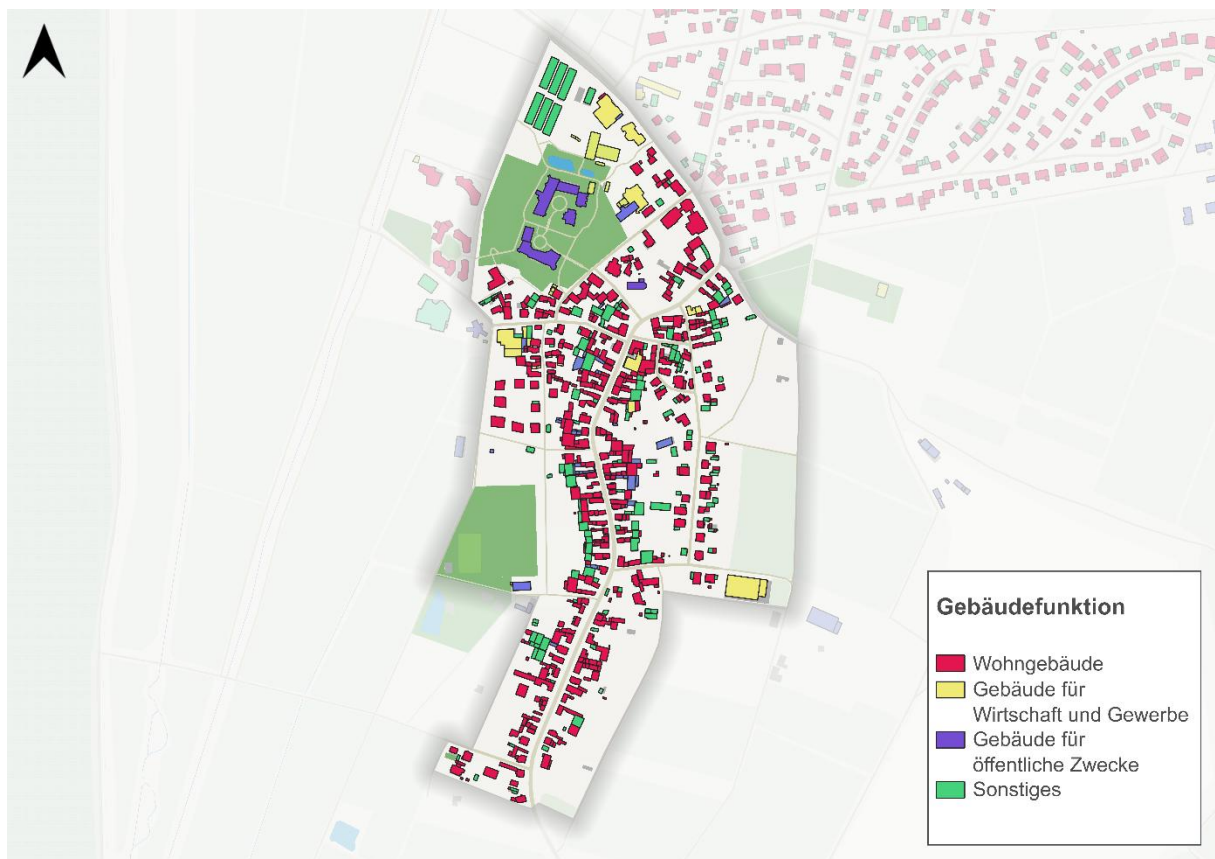 Gebäudefunktion
Wohngebäude
Gebäude für
Wirtschaft und Gewerbe
Gebäude für
öffentliche Zwecke
Sonstiges